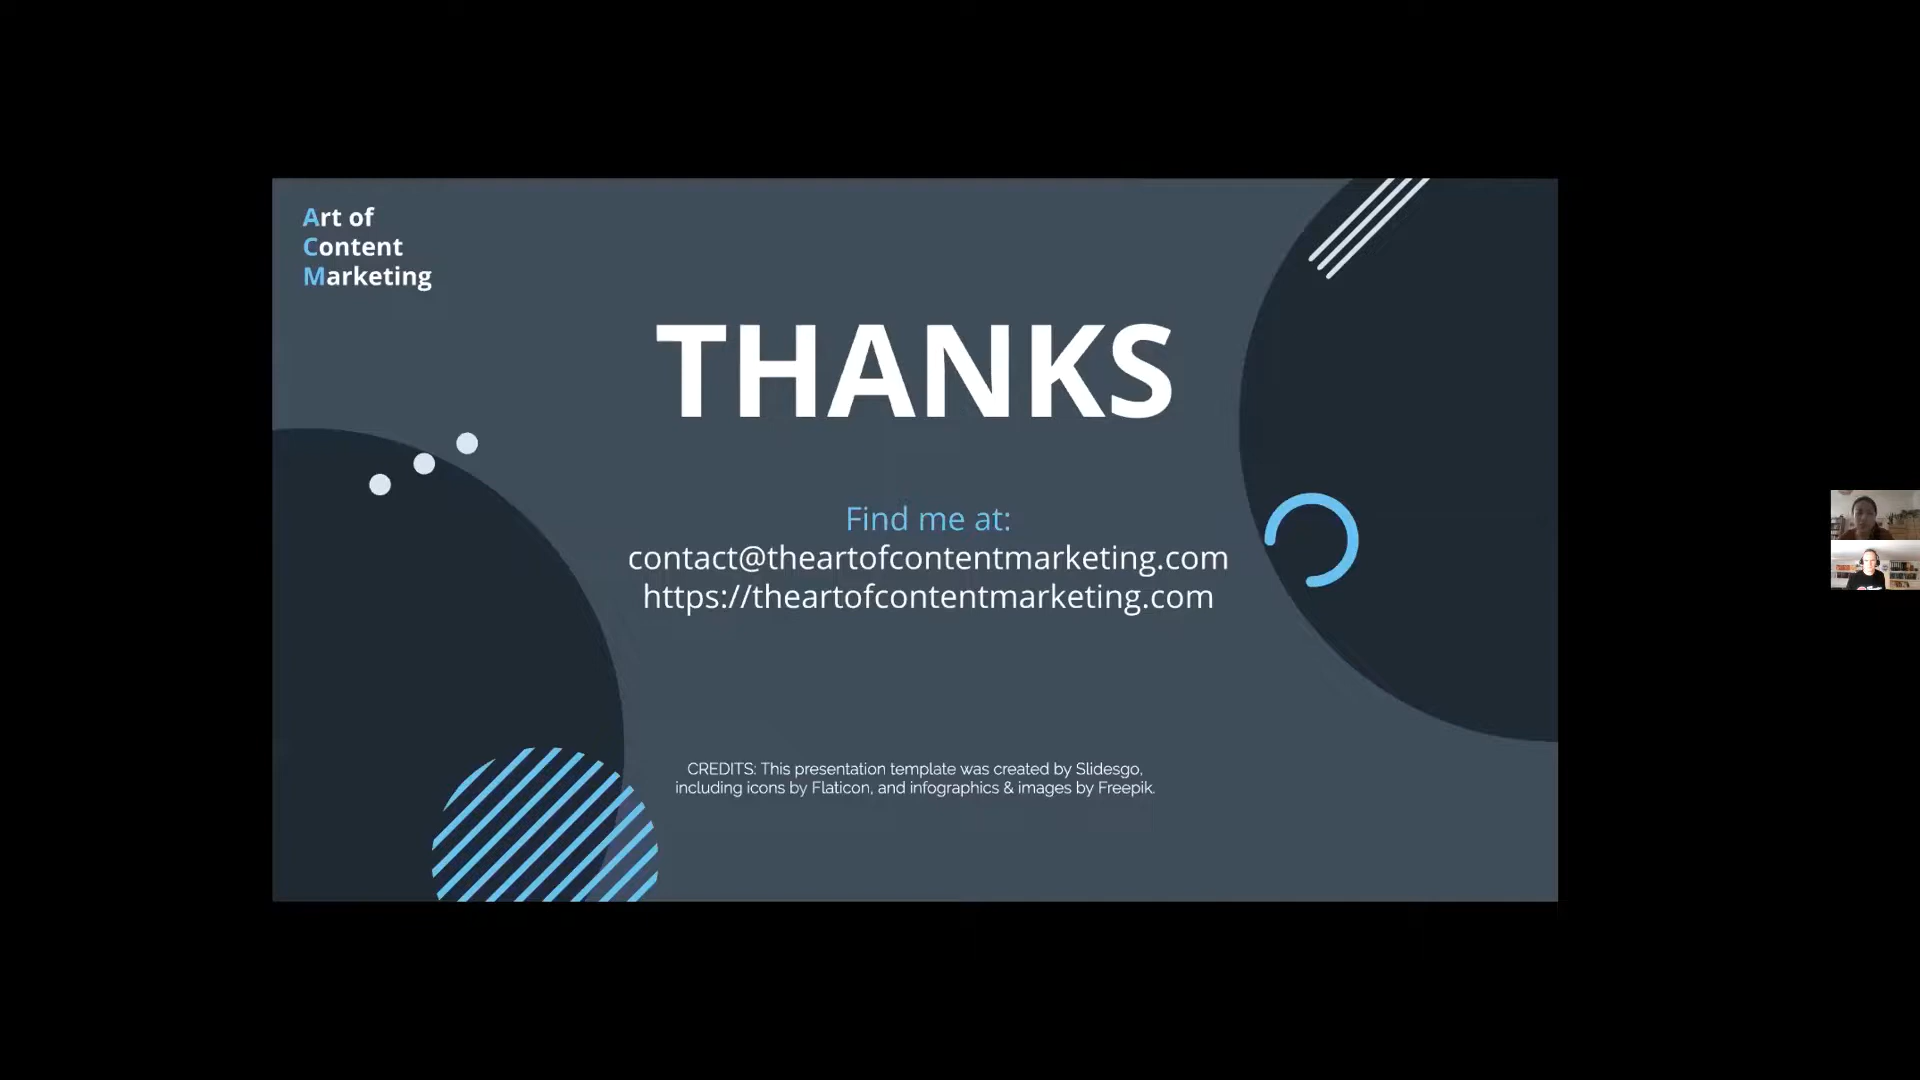 Art of
Content
Marketing
THANKS
Find me at:
contact@theartofcontentmarketing.com
https://theartofcontentmarketing.com
CREDITS: This presentation template was created by Slidesgo,
including icons by Flaticon, and infographics & images by Freepik.